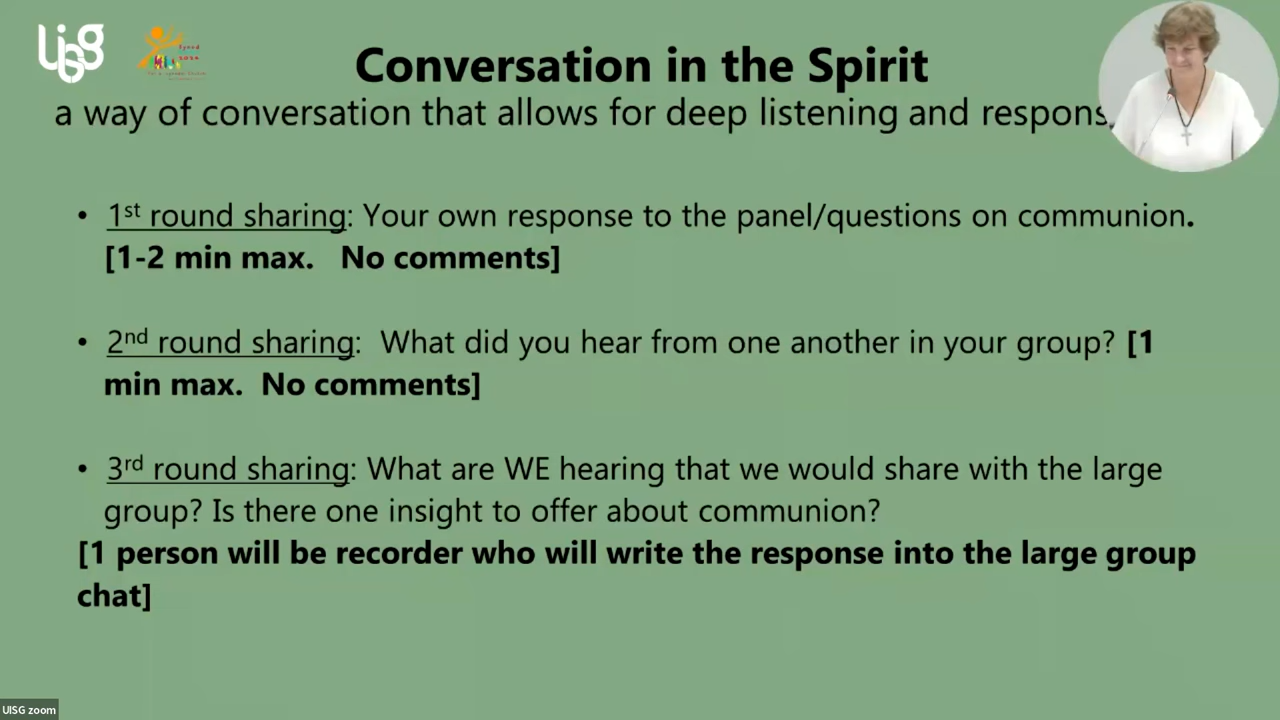 UISG
Conversation in the Spirit
a way of conversation that allows for deep listening and respons
• 1st round sharing: Your own response to the panel/questions on communion.
[1-2 min max.   No comments]
• 2nd round sharing:  What did you hear from one another in your group? [1
min max.  No comments]
• 3rd round sharing: What are WE hearing that we would share with the large
group? Is there one insight to offer about communion?
[1 person will be recorder who will write the response into the large group
chat]
UISG zoom